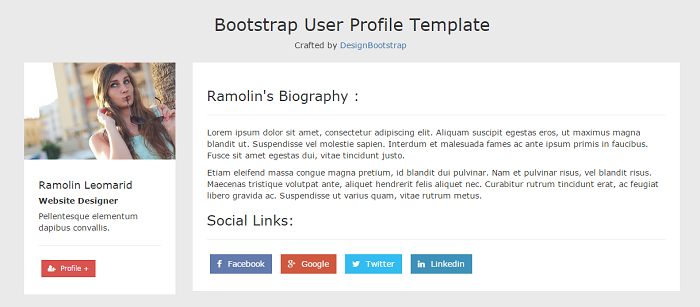 Bootstrap User Profile Template
Crafted by DesignBootstrap
Ramolin Leomarid
Website Designer
Pellentesque elementum
dapibus convallis.
Profile +
Ramolin's Biography :
Lorem ipsum dolor sit amet, consectetur adipiscing elit. Aliquam suscipit egestas eros, ut maximus magna
blandit ut. Suspendisse vel molestie sapien. Interdum et malesuada fames ac ante ipsum primis in faucibus.
Fusce sit amet egestas dui, vitae tincidunt justo.
Etiam eleifend massa congue magna pretium, id blandit dui pulvinar. Nam et pulvinar risus, vel blandit risus.
Maecenas tristique volutpat ante, aliquet hendrerit felis aliquet nec. Curabitur rutrum tincidunt erat, ac feugiat
libero gravida ac. Suspendisse ut varius quam, vitae rutrum metus.
Social Links:
Facebook
Google
Twitter
Linkedin